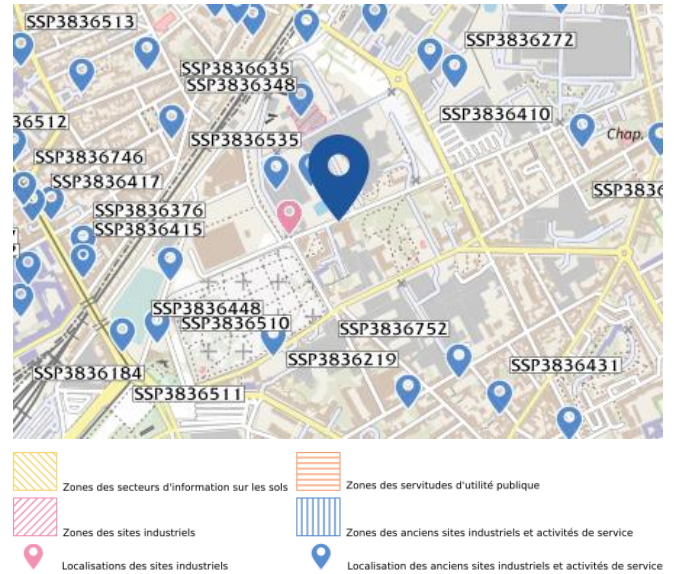 SSP3836513
SSP3836272
SSP3836635
SSP3836348
SSP3836410
36512
SSP3836535
Chap.
SSP3836746
SSP3836417
SSP3836
SSP3836376
SSP3836415
SSP3836448
SSP3836510
SSP3836752
SSP3836219
SSP3836431
SSP3836184
SSP3836511
Zones des secteurs d'information sur les sols
Zones des servitudes d'utilité publique
Zones des sites industriels
Zones des anciens sites industriels et activités de service
Localisations des sites industriels
Localisation des anciens sites industriels et activités de service